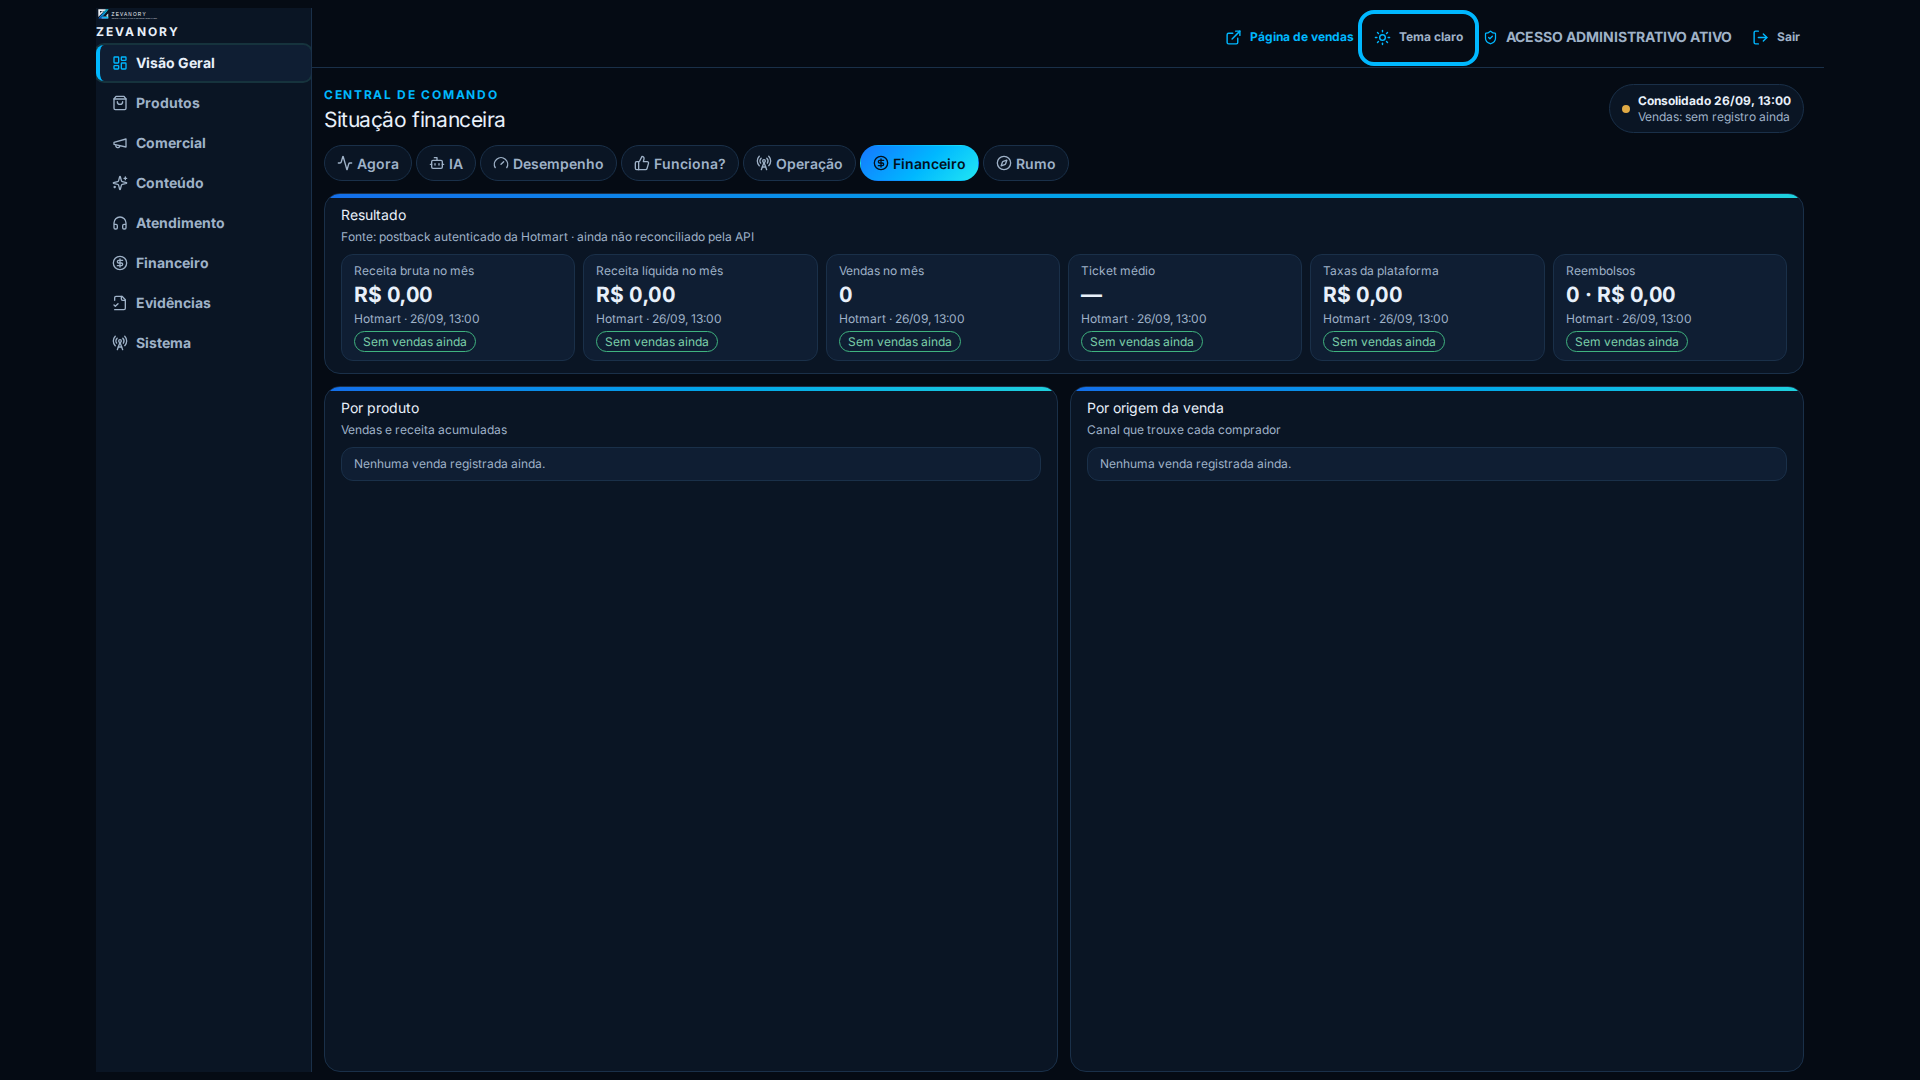 ZEVANORY
ZEVANORY
Visão Geral
Produtos
Comercial
Conteúdo
Atendimento
Financeiro
Evidências
Sistema
Página de vendas
Tema claro
ACESSO ADMINISTRATIVO ATIVO
Sair
CENTRAL DE COMANDO
Situação financeira
Consolidado 26/09, 13:00
Vendas: sem registro ainda
Agora
IA
Desempenho
Funciona?
Operação
Financeiro
Rumo
Resultado
Fonte: postback autenticado da Hotmart · ainda não reconciliado pela API
Receita bruta no mês
R$ 0,00
Hotmart · 26/09, 13:00
Sem vendas ainda
Receita líquida no mês
R$ 0,00
Hotmart · 26/09, 13:00
Sem vendas ainda
Vendas no mês
0
Hotmart · 26/09, 13:00
Sem vendas ainda
Ticket médio
—
Hotmart · 26/09, 13:00
Sem vendas ainda
Taxas da plataforma
R$ 0,00
Hotmart · 26/09, 13:00
Sem vendas ainda
Reembolsos
0 · R$ 0,00
Hotmart · 26/09, 13:00
Sem vendas ainda
Por produto
Vendas e receita acumuladas
Nenhuma venda registrada ainda.
Por origem da venda
Canal que trouxe cada comprador
Nenhuma venda registrada ainda.